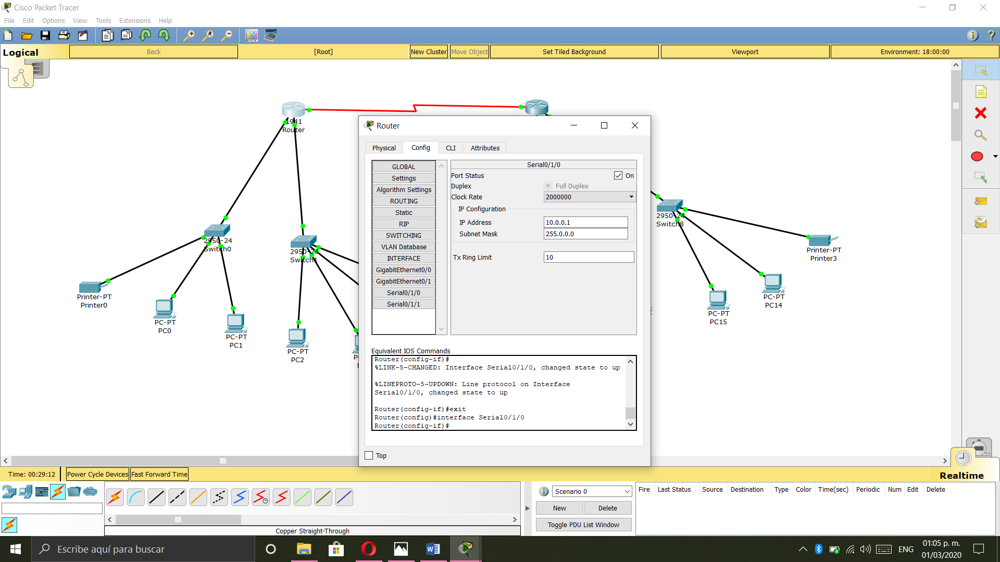 Cisco Packet Tracer
File Edit Options View Tools Extensions Help
Logical
Back
[Root]
New Cluster
Move Object
Set Tiled Background
Viewport
Environment: 18:00:00
1941
Router
2950-24
Switch0
2950-24
Switch1
Printer-PT
Printer0
PC-PT
PC0
PC-PT
PC1
PC-PT
PC2
2950-24
Switch8
Printer-PT
Printer3
PC-PT
PC14
PC-PT
PC15
Router
Physical Config CLI Attributes
GLOBAL
Settings
Algorithm Settings
ROUTING
Static
RIP
SWITCHING
VLAN Database
INTERFACE
GigabitEthernet0/0
GigabitEthernet0/1
Serial0/1/0
Serial0/1/1
Serial0/1/0
Port Status On
Duplex Full Duplex
Clock Rate 2000000
IP Configuration
IP Address 10.0.0.1
Subnet Mask 255.0.0.0
Tx Ring Limit 10
Equivalent IOS Commands
Router(config-if)#
%LINK-5-CHANGED: Interface Serial0/1/0, changed state to up
%LINEPROTO-5-UPDOWN: Line protocol on Interface
Serial0/1/0, changed state to up
Router(config-if)#exit
Router(config)#interface Serial0/1/0
Router(config-if)#
Top
Time: 00:29:12
Power Cycle Devices
Fast Forward Time
Realtime
Scenario 0
New
Delete
Toggle PDU List Window
Fire Last Status Source Destination Type Color Time(sec) Periodic Num Edit Delete
Copper Straight-Through
Escribe aquí para buscar
ENG
01:05 p. m.
01/03/2020